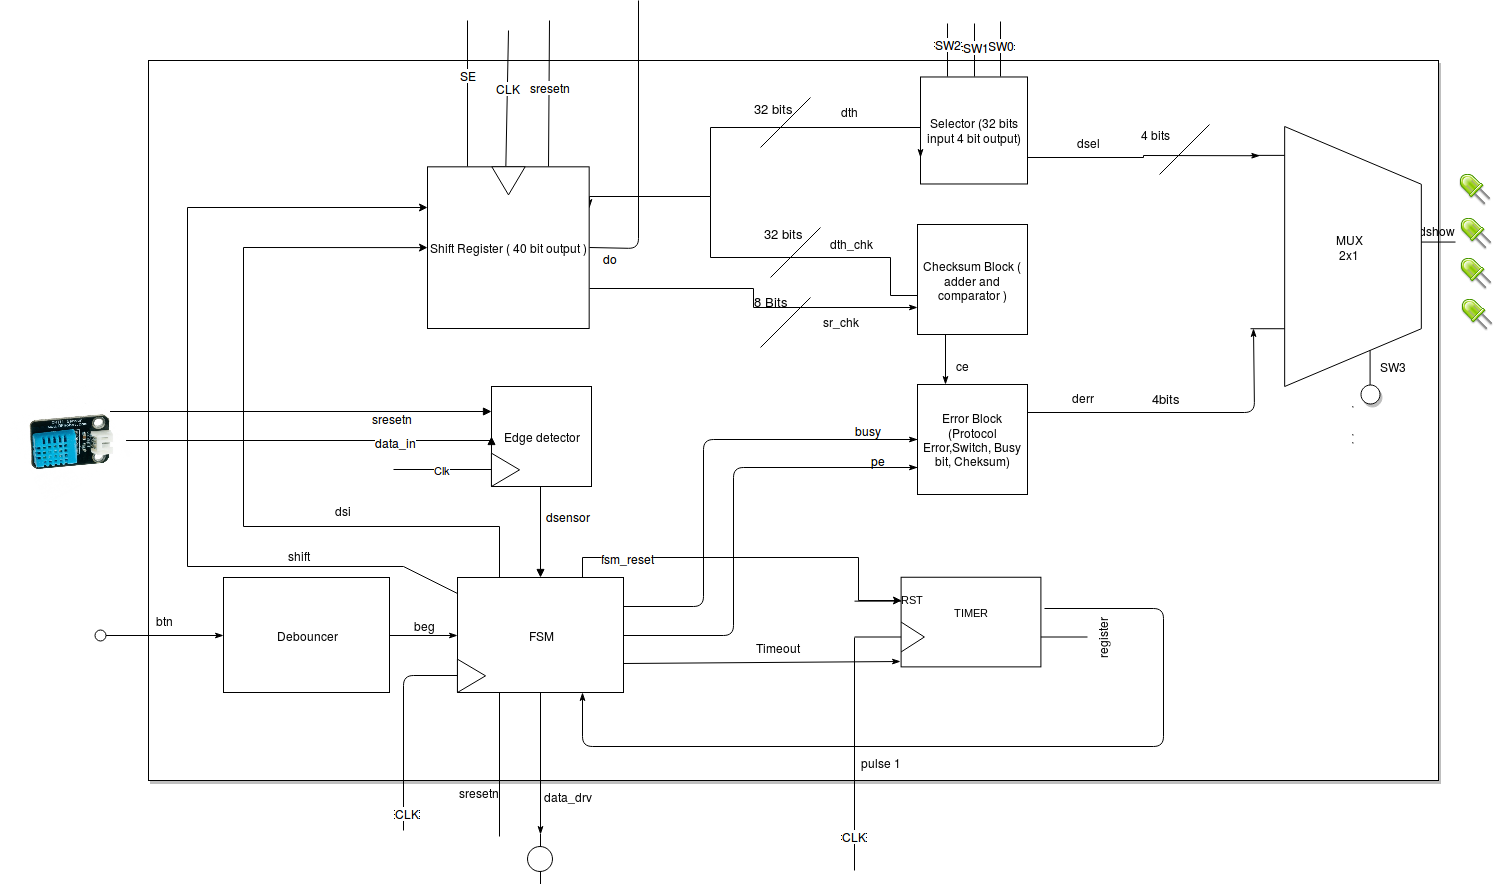 SW2
SW1
SW0
SE
CLK
sresetn
32 bits
dth
Selector (32 bits
input 4 bit output)
dsel
4 bits
Shift Register ( 40 bit output )
do
32 bits
dth_chk
Checksum Block (
adder and
comparator )
MUX
2x1
dshow
8 Bits
sr_chk
ce
SW3
sresetn
data_in
Clk
Edge detector
derr
4bits
busy
pe
Error Block
(Protocol
Error,Switch, Busy
bit, Cheksum)
dsi
dsensor
shift
fsm_reset
RST
TIMER
register
btn
Debouncer
beg
FSM
Timeout
pulse 1
sresetn
data_drv
CLK
CLK